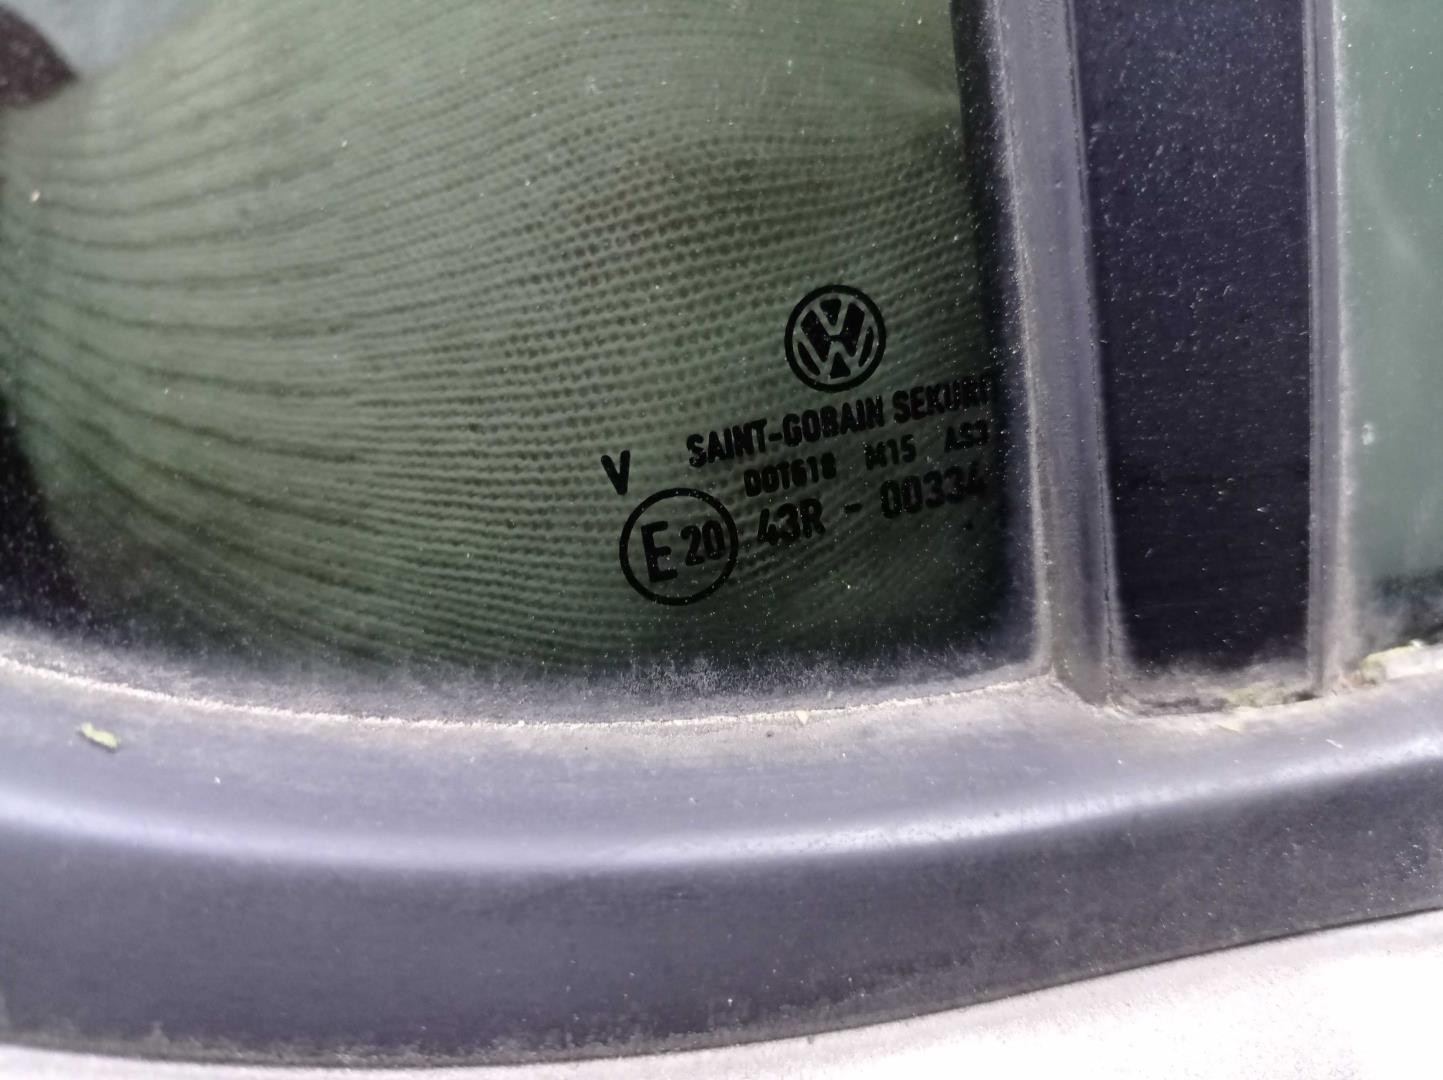 SAINT-GOBAIN SEKURIT
V DOT618 M15 AS3
E 20 43R - 00334